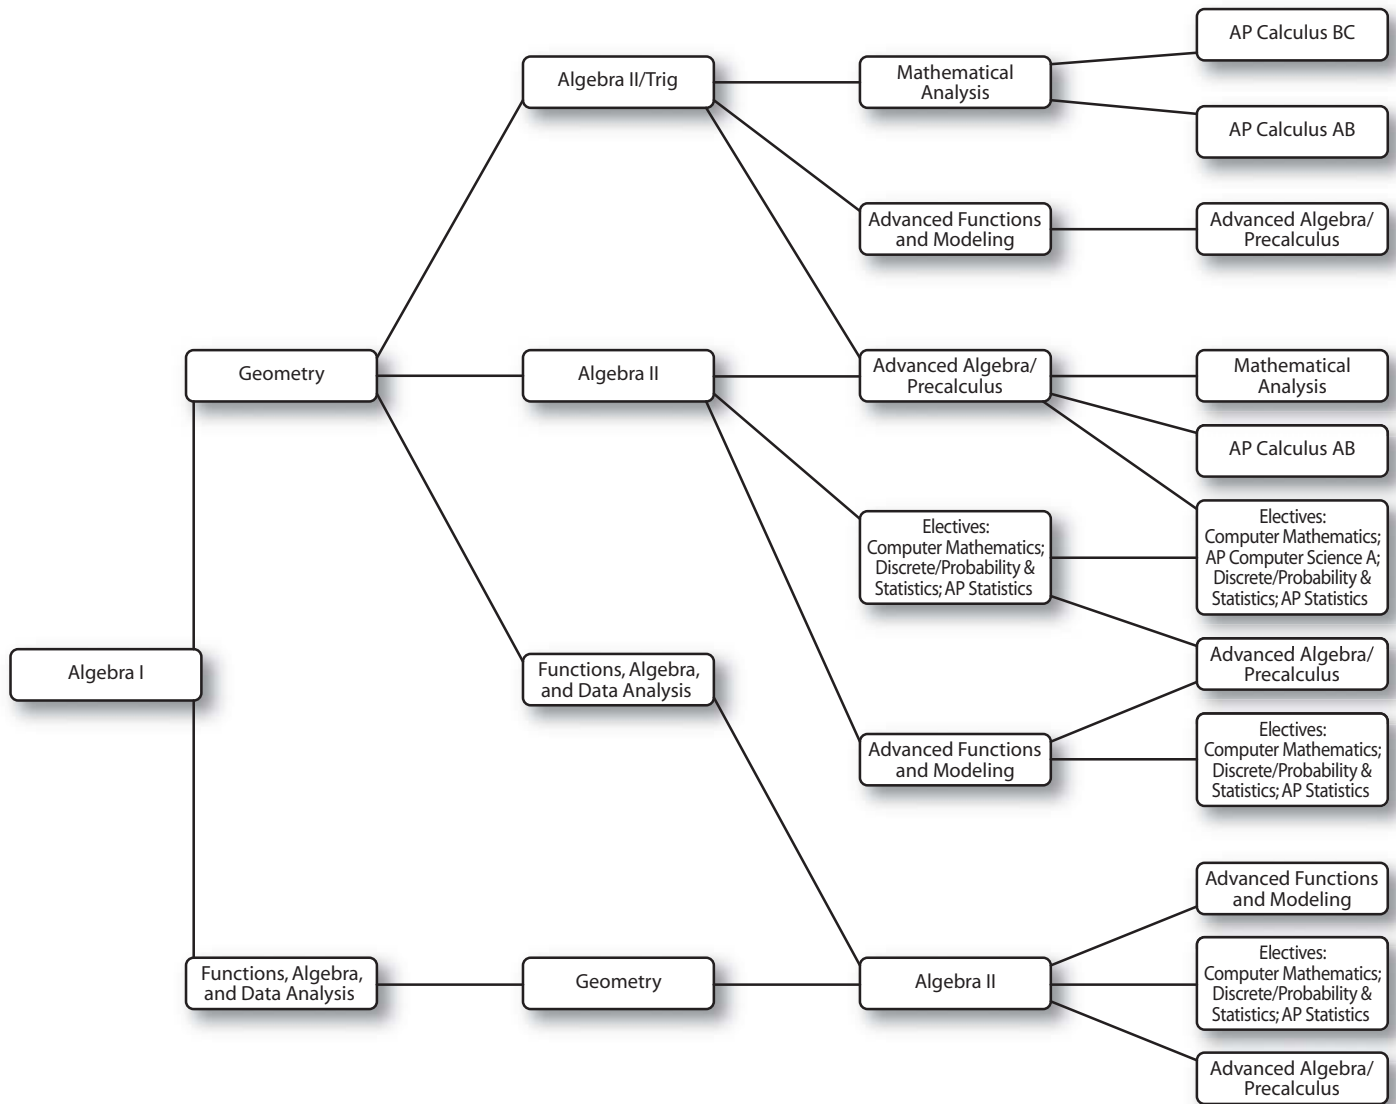 Algebra I
Geometry
Functions, Algebra,
and Data Analysis
Algebra II/Trig
Algebra II
Functions, Algebra,
and Data Analysis
Geometry
Mathematical
Analysis
Advanced Functions
and Modeling
Advanced Algebra/
Precalculus
Electives:
Computer Mathematics;
Discrete/Probability &
Statistics; AP Statistics
Advanced Functions
and Modeling
Algebra II
AP Calculus BC
AP Calculus AB
Advanced Algebra/
Precalculus
Mathematical
Analysis
AP Calculus AB
Electives:
Computer Mathematics;
AP Computer Science A;
Discrete/Probability &
Statistics; AP Statistics
Advanced Algebra/
Precalculus
Electives:
Computer Mathematics;
Discrete/Probability &
Statistics; AP Statistics
Advanced Functions
and Modeling
Electives:
Computer Mathematics;
Discrete/Probability &
Statistics; AP Statistics
Advanced Algebra/
Precalculus